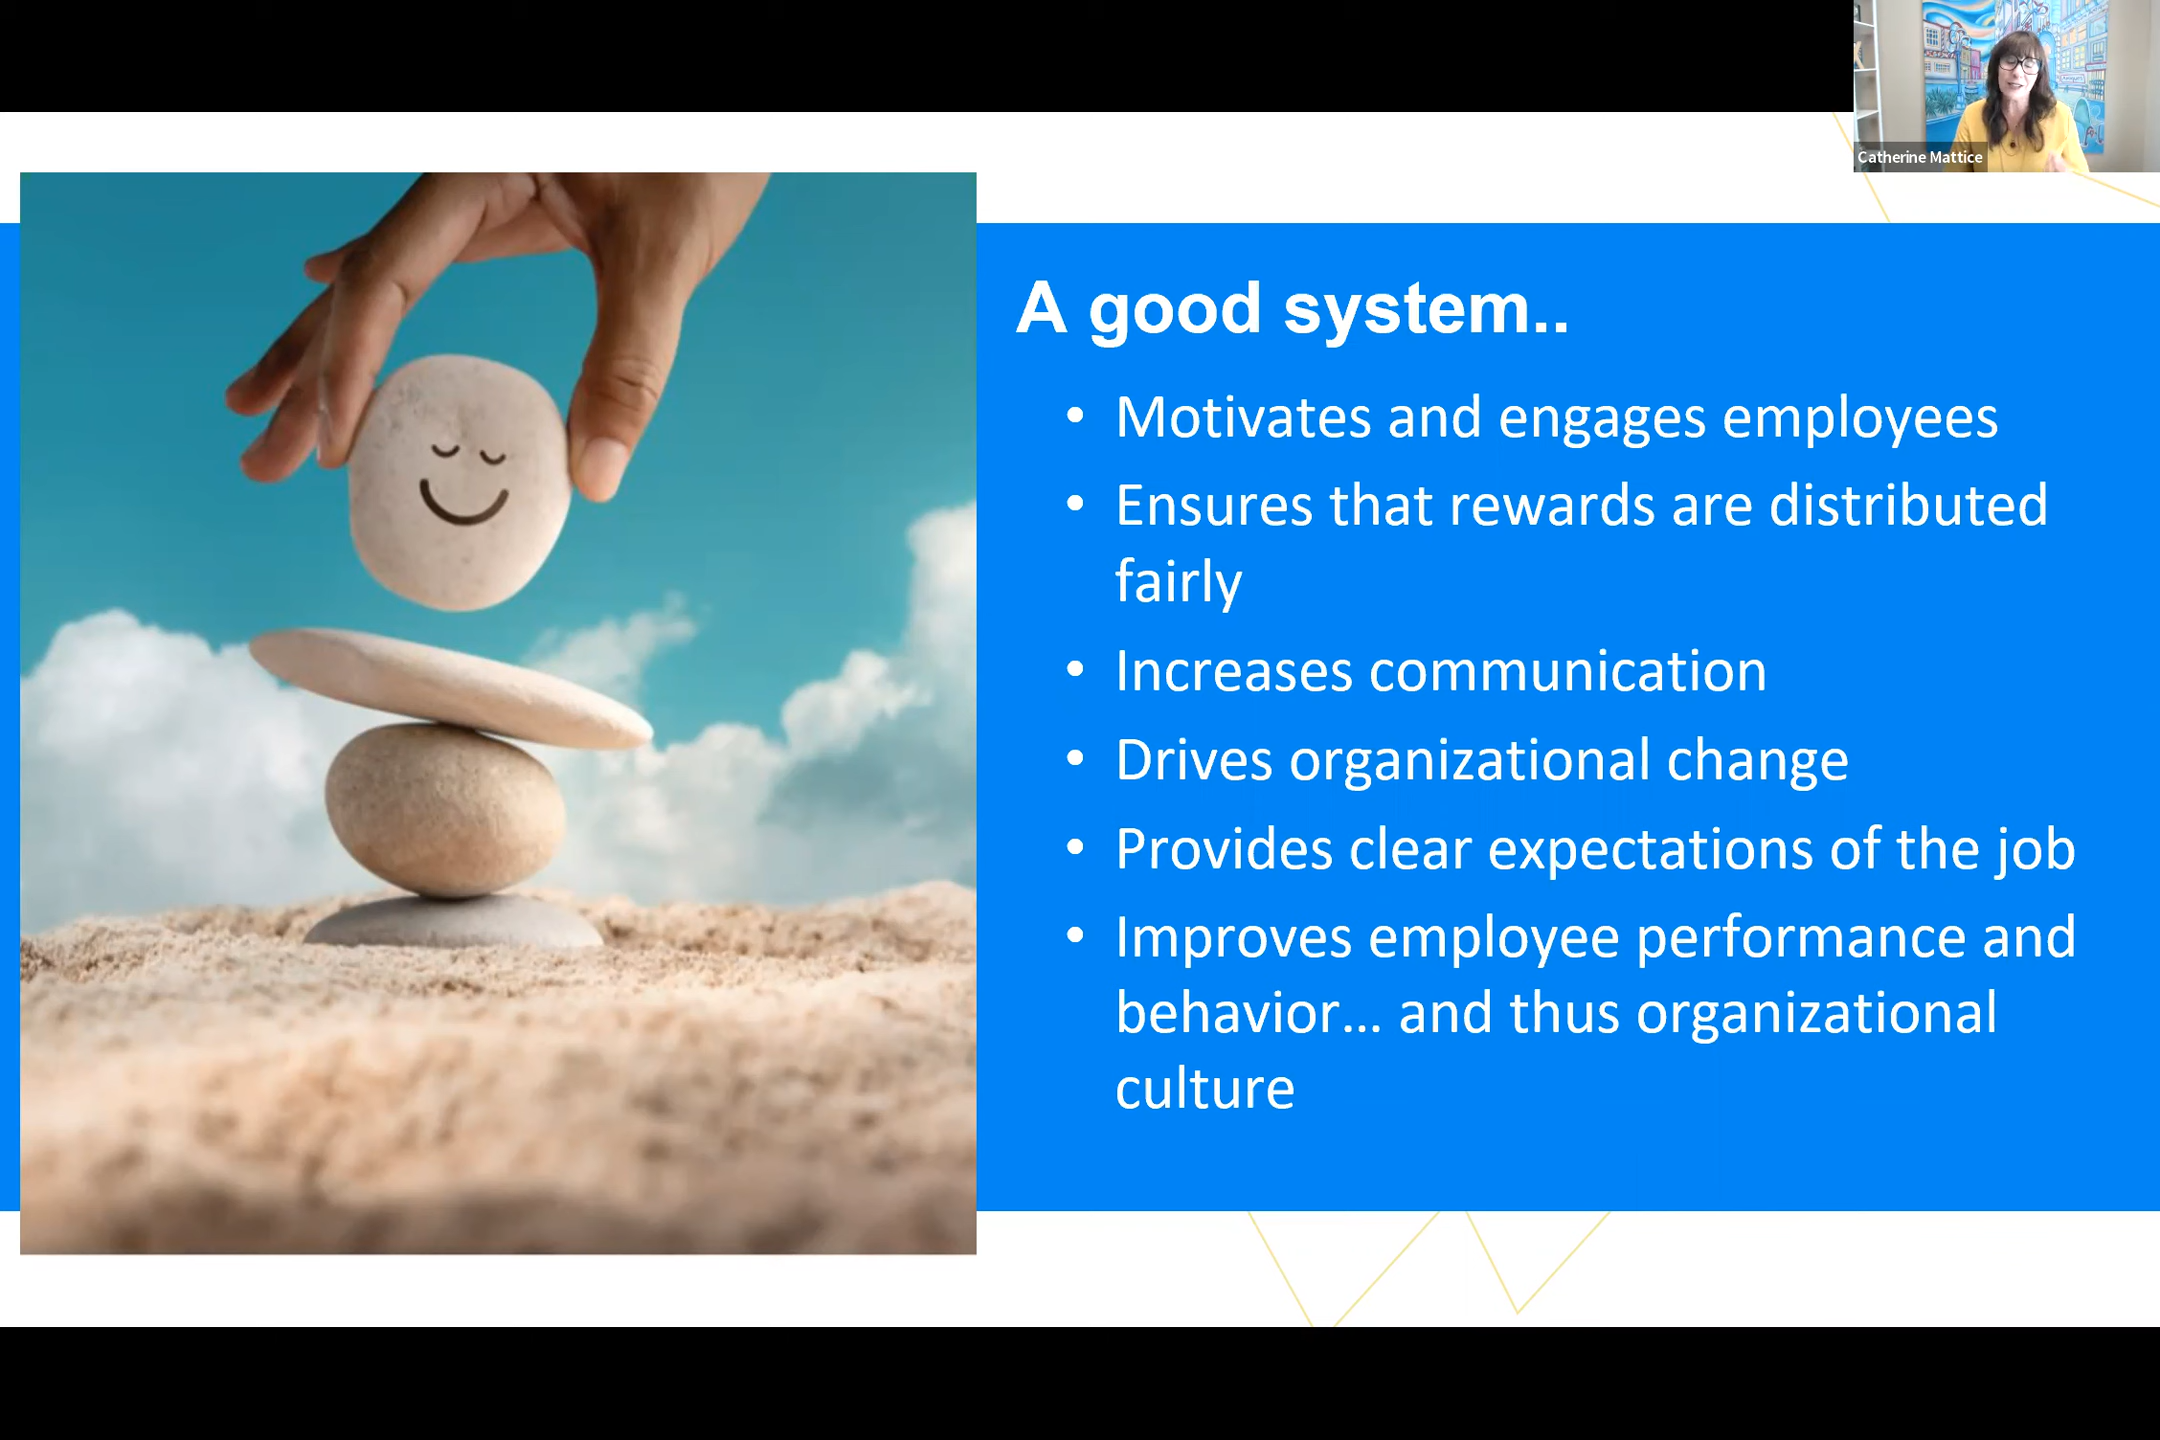 Catherine Mattice
A good system..
• Motivates and engages employees
• Ensures that rewards are distributed
fairly
• Increases communication
• Drives organizational change
• Provides clear expectations of the job
• Improves employee performance and
behavior... and thus organizational
culture